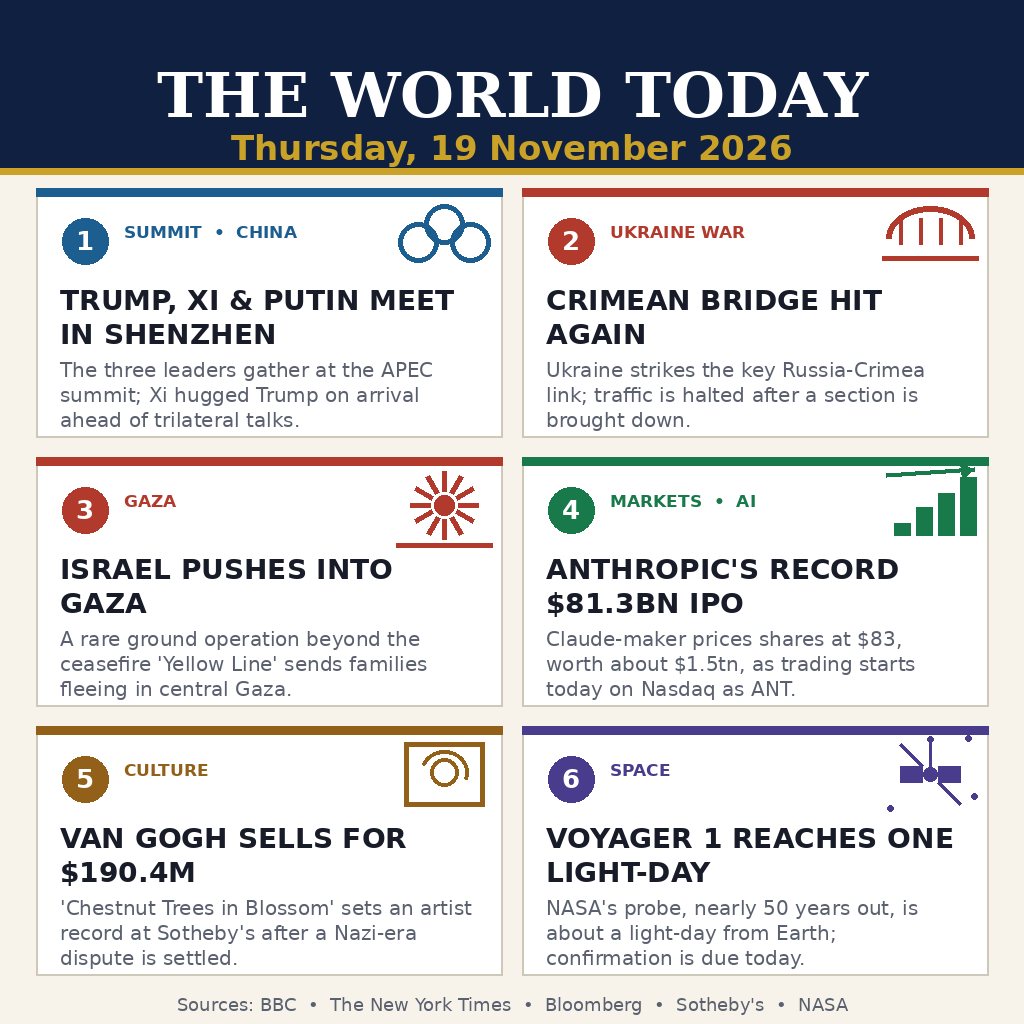 THE WORLD TODAY
Thursday, 19 November 2026
1
SUMMIT • CHINA
TRUMP, XI & PUTIN MEET
IN SHENZHEN
The three leaders gather at the APEC
summit; Xi hugged Trump on arrival
ahead of trilateral talks.
2
UKRAINE WAR
CRIMEAN BRIDGE HIT
AGAIN
Ukraine strikes the key Russia-Crimea
link; traffic is halted after a section is
brought down.
3
GAZA
ISRAEL PUSHES INTO
GAZA
A rare ground operation beyond the
ceasefire 'Yellow Line' sends families
fleeing in central Gaza.
4
MARKETS • AI
ANTHROPIC'S RECORD
$81.3BN IPO
Claude-maker prices shares at $83,
worth about $1.5tn, as trading starts
today on Nasdaq as ANT.
5
CULTURE
VAN GOGH SELLS FOR
$190.4M
'Chestnut Trees in Blossom' sets an artist
record at Sotheby's after a Nazi-era
dispute is settled.
6
SPACE
VOYAGER 1 REACHES ONE
LIGHT-DAY
NASA's probe, nearly 50 years out, is
about a light-day from Earth;
confirmation is due today.
Sources: BBC • The New York Times • Bloomberg • Sotheby's • NASA